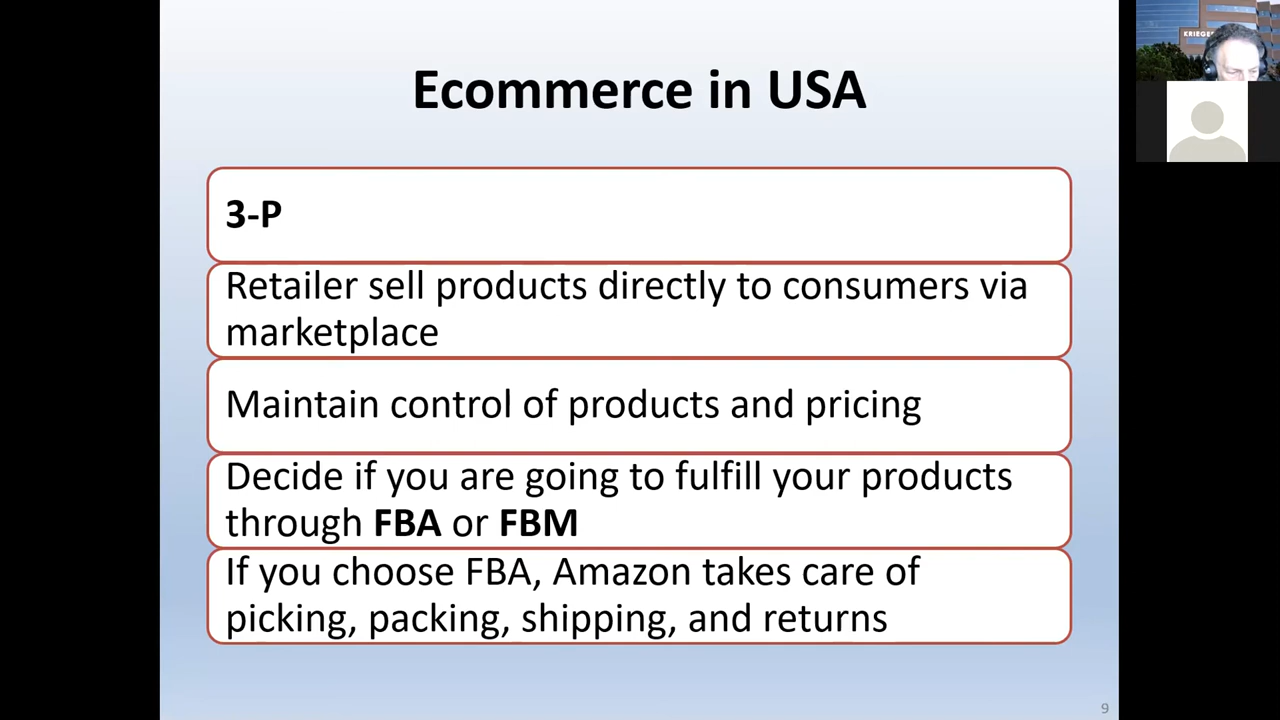 Ecommerce in USA
3-P
Retailer sell products directly to consumers via
marketplace
Maintain control of products and pricing
Decide if you are going to fulfill your products
through FBA or FBM
If you choose FBA, Amazon takes care of
picking, packing, shipping, and returns
9